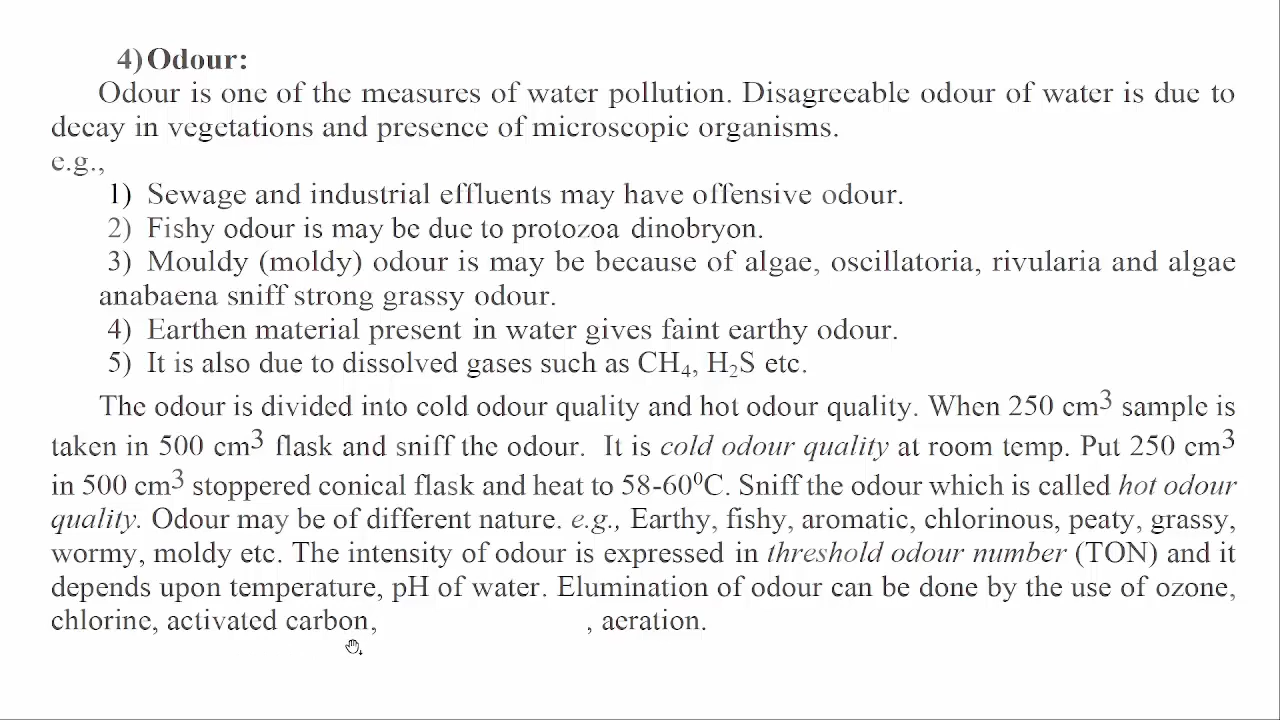 4) Odour:
Odour is one of the measures of water pollution. Disagreeable odour of water is due to
decay in vegetations and presence of microscopic organisms.
e.g.,
1) Sewage and industrial effluents may have offensive odour.
2) Fishy odour is may be due to protozoa dinobryon.
3) Mouldy (moldy) odour is may be because of algae, oscillatoria, rivularia and algae
anabaena sniff strong grassy odour.
4) Earthen material present in water gives faint earthy odour.
5) It is also due to dissolved gases such as CH₄, H₂S etc.
The odour is divided into cold odour quality and hot odour quality. When 250 cm³ sample is
taken in 500 cm³ flask and sniff the odour. It is cold odour quality at room temp. Put 250 cm³
in 500 cm³ stoppered conical flask and heat to 58-60⁰C. Sniff the odour which is called hot odour
quality. Odour may be of different nature. e.g., Earthy, fishy, aromatic, chlorinous, peaty, grassy,
wormy, moldy etc. The intensity of odour is expressed in threshold odour number (TON) and it
depends upon temperature, pH of water. Elumination of odour can be done by the use of ozone,
chlorine, activated carbon, , aeration.